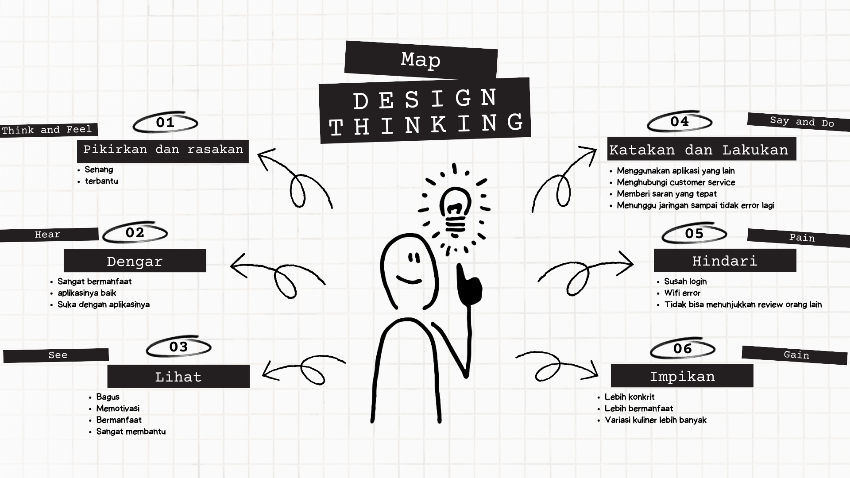 Map
DESIGN
THINKING
Think and Feel
01
Pikirkan dan rasakan
• Sehang
• terbantu
Hear
02
Dengar
• Sangat bermanfaat
• aplikasinya baik
• Suka dengan aplikasinya
See
03
Lihat
• Bagus
• Memotivasi
• Bermanfaat
• Sangat membantu
04
Say and Do
Katakan dan Lakukan
• Menggunakan aplikasi yang lain
• Menghubungi customer service
• Memberi saran yang tepat
• Menunggu jaringan sampai tidak error lagi
05
Pain
Hindari
• Susah login
• Wifi error
• Tidak bisa menunjukkan review orang lain
06
Gain
Impikan
• Lebih konkrit
• Lebih bermanfaat
• Variasi kuliner lebih banyak